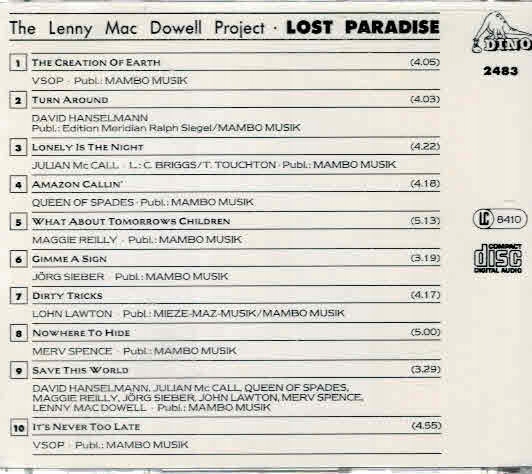 The Lenny Mac Dowell Project · LOST PARADISE
DINO
2483
1 THE CREATION OF EARTH (4.05)
VSOP · Publ.: MAMBO MUSIK
2 TURN AROUND (4.03)
DAVID HANSELMANN
Publ.: Edition Meridian Ralph Siegel/MAMBO MUSIK
3 LONELY IS THE NIGHT (4.22)
JULIAN Mc CALL · L.: C. BRIGGS/T. TOUCHTON · Publ.: MAMBO MUSIK
4 AMAZON CALLIN' (4.18)
QUEEN OF SPADES · Publ.: MAMBO MUSIK
5 WHAT ABOUT TOMORROWS CHILDREN (5.13)
MAGGIE REILLY · Publ.: MAMBO MUSIK
LC 8410
6 GIMME A SIGN (3.19)
JÖRG SIEBER · Publ.: MAMBO MUSIK
COMPACT
disc
DIGITAL AUDIO
7 DIRTY TRICKS (4.17)
LOHN LAWTON · Publ.: MIEZE-MAZ-MUSIK/MAMBO MUSIK
8 NOWHERE TO HIDE (5.00)
MERV SPENCE · Publ.: MAMBO MUSIK
9 SAVE THIS WORLD (3.29)
DAVID HANSELMANN, JULIAN Mc CALL, QUEEN OF SPADES,
MAGGIE REILLY, JÖRG SIEBER, JOHN LAWTON, MERV SPENCE,
LENNY MAC DOWELL · Publ.: MAMBO MUSIK
10 IT'S NEVER TOO LATE (4.55)
VSOP · Publ.: MAMBO MUSIK